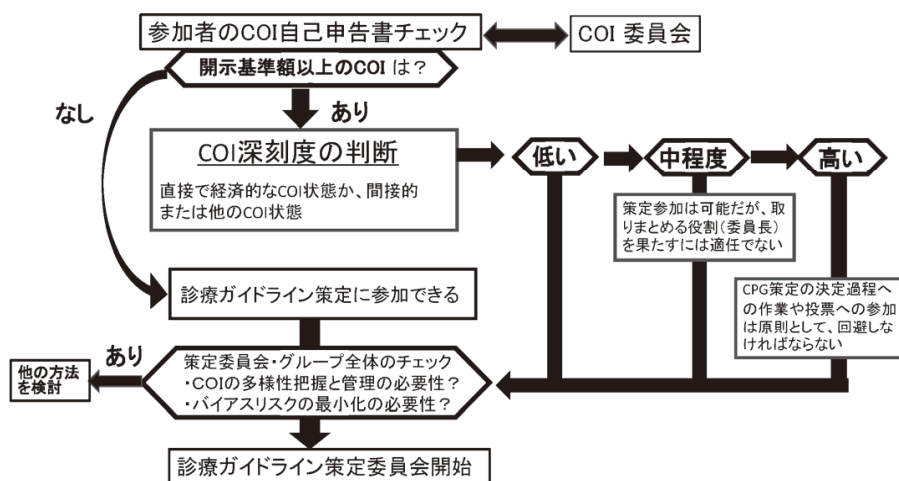 参加者のCOI自己申告書チェック
COI 委員会
開示基準額以上のCOI は？
なし
あり
COI深刻度の判断
直接で経済的なCOI状態か、間接的
または他のCOI状態
低い
中程度
高い
策定参加は可能だが、取
りまとめる役割(委員長)
を果たすには適任でない
CPG策定の決定過程へ
の作業や投票への参加
は原則として、回避しな
ければならない
診療ガイドライン策定に参加できる
あり
他の方法
を検討
策定委員会・グループ全体のチェック
・COIの多様性把握と管理の必要性？
・バイアスリスクの最小化の必要性？
診療ガイドライン策定委員会開始